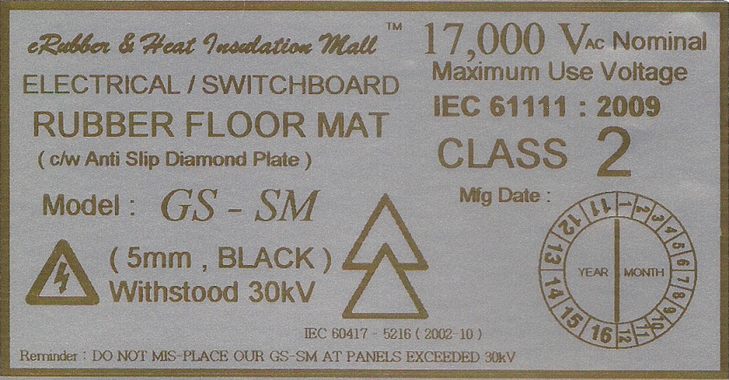 eRubber & Heat Insulation Mall ™
ELECTRICAL / SWITCHBOARD
RUBBER FLOOR MAT
( c/w Anti Slip Diamond Plate )
Model : GS - SM
( 5mm , BLACK )
Withstood 30kV
17,000 VAC Nominal
Maximum Use Voltage
IEC 61111 : 2009
CLASS 2
Mfg Date :
YEAR MONTH
11 12 13 14 15 16
1 2 3 4 5 6 7 8 9 10 11 12
IEC 60417 - 5216 ( 2002-10 )
Reminder : DO NOT MIS-PLACE OUR GS-SM AT PANELS EXCEEDED 30kV